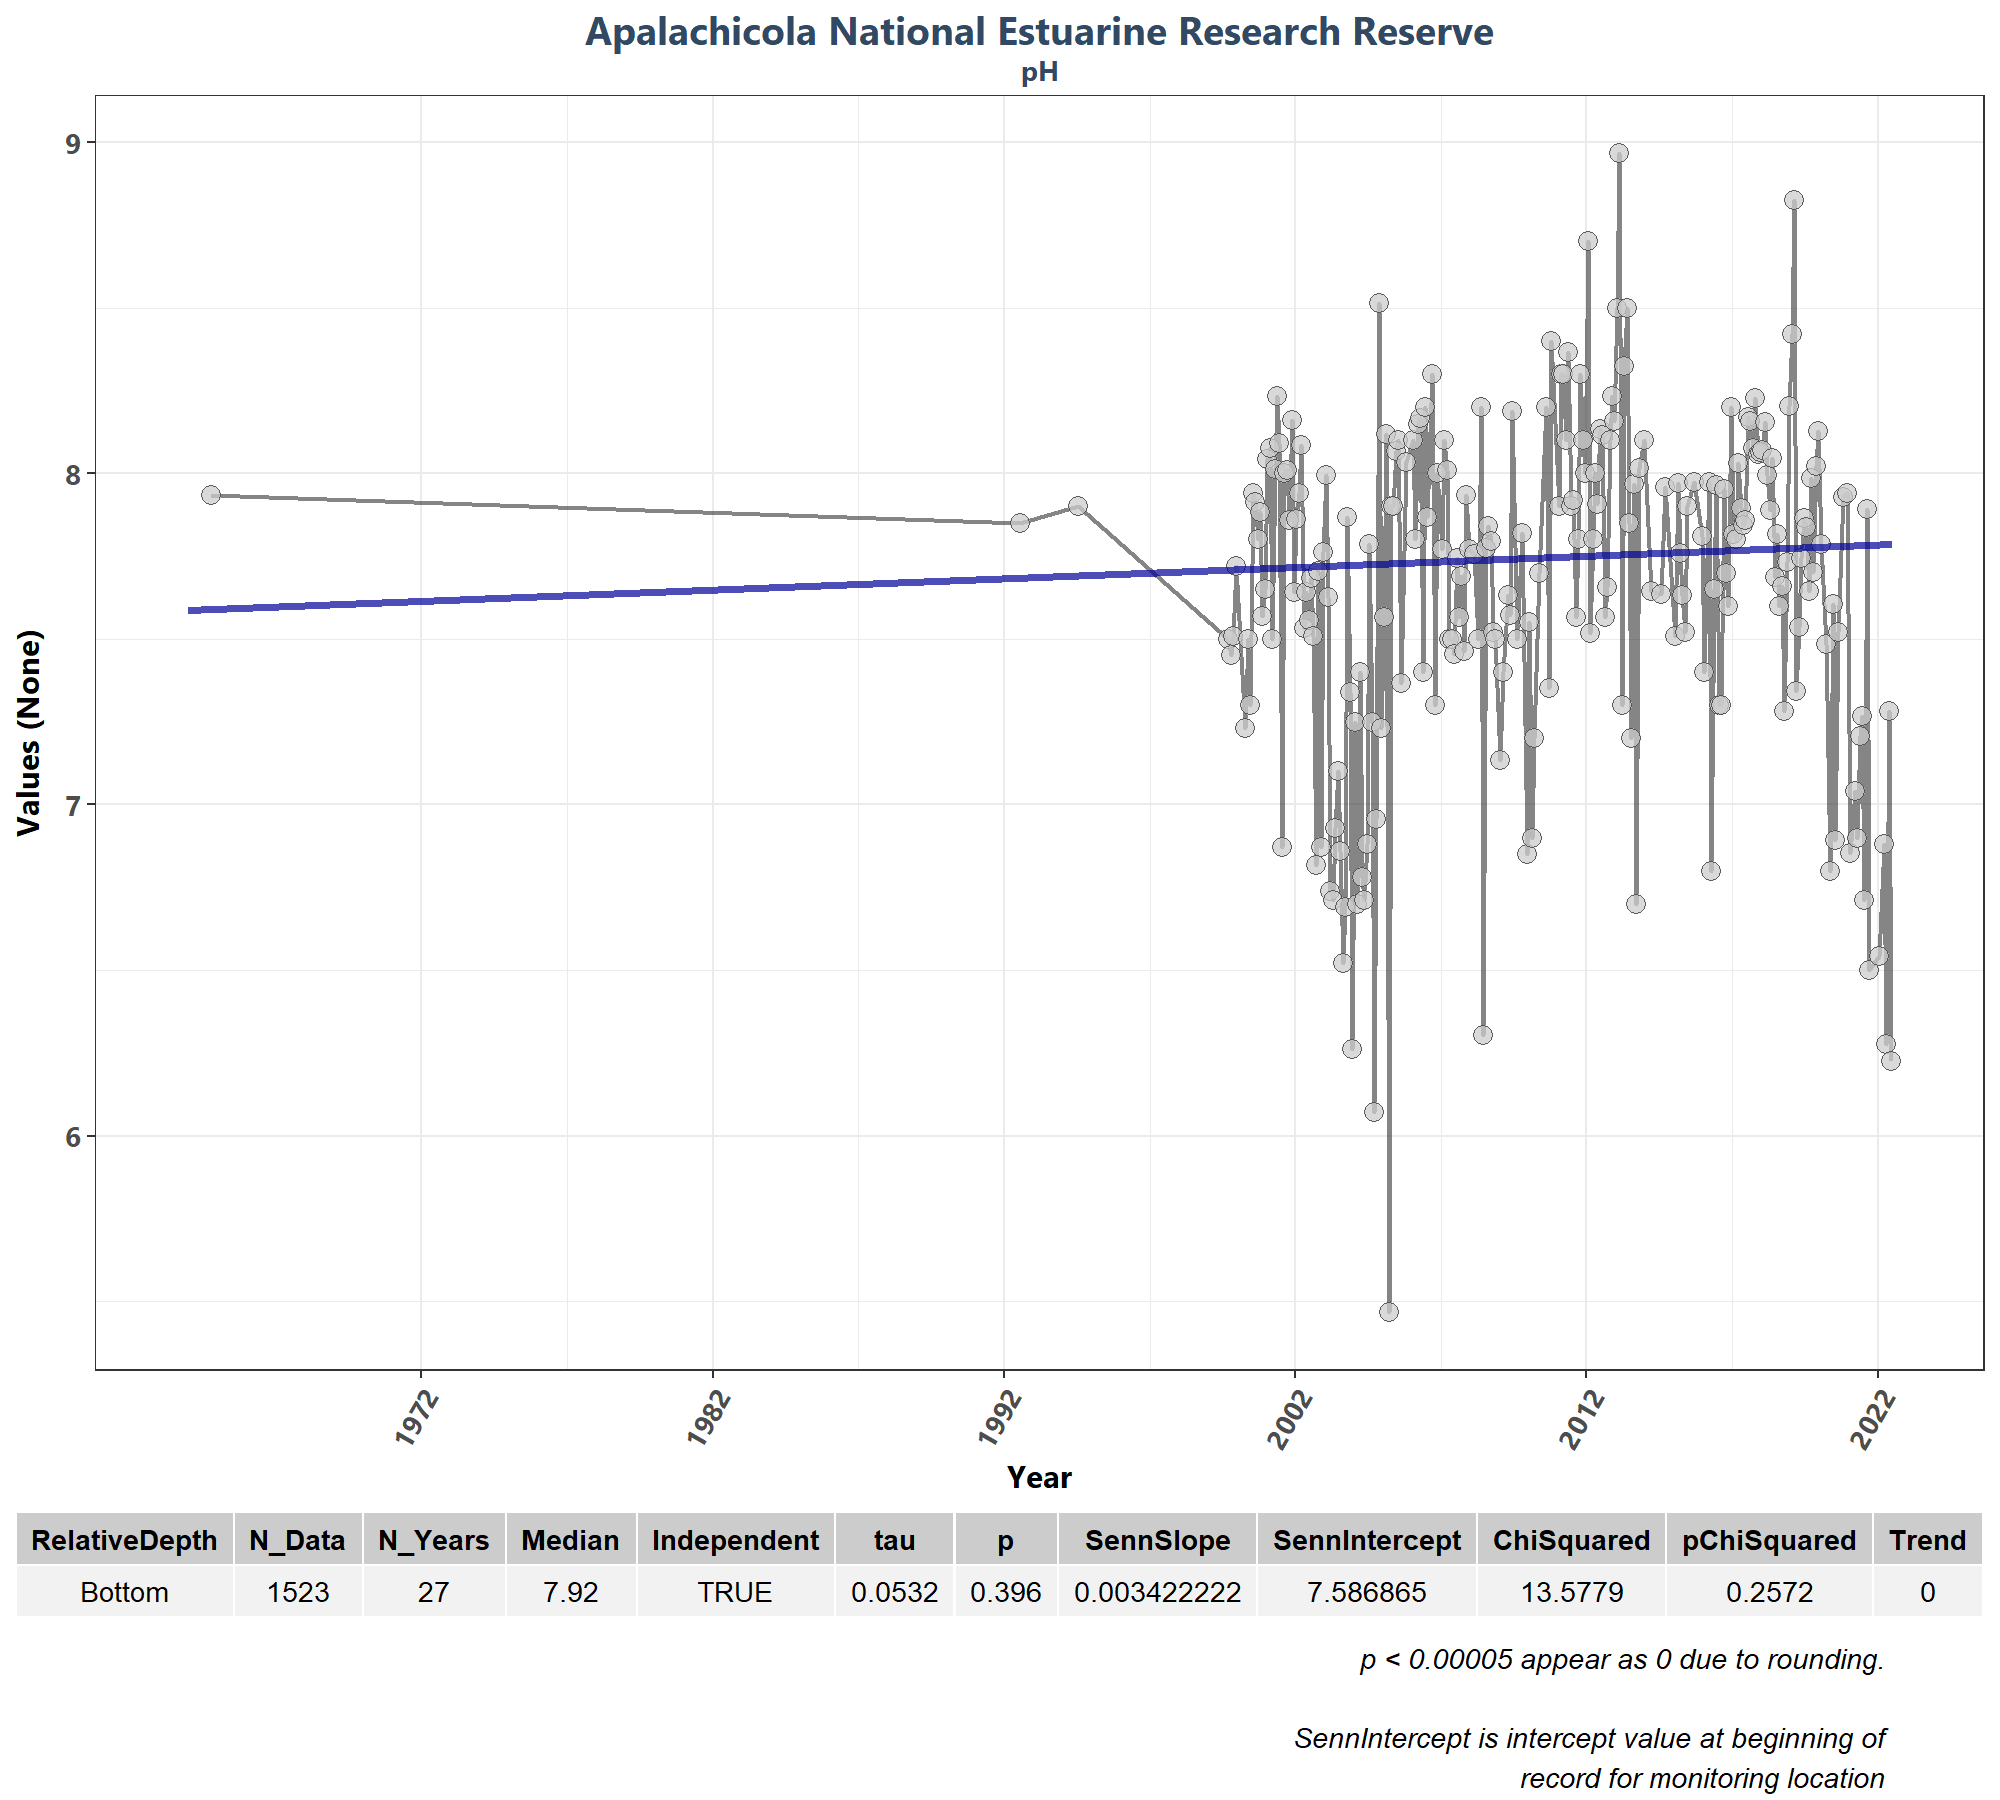 Apalachicola National Estuarine Research Reserve
pH
9
8
7
6
Values (None)
1972 1982 1992 2002 2012 2022
Year
RelativeDepth N_Data N_Years Median Independent tau p SennSlope SennIntercept ChiSquared pChiSquared Trend
Bottom 1523 27 7.92 TRUE 0.0532 0.396 0.003422222 7.586865 13.5779 0.2572 0
p < 0.00005 appear as 0 due to rounding.
SennIntercept is intercept value at beginning of
record for monitoring location